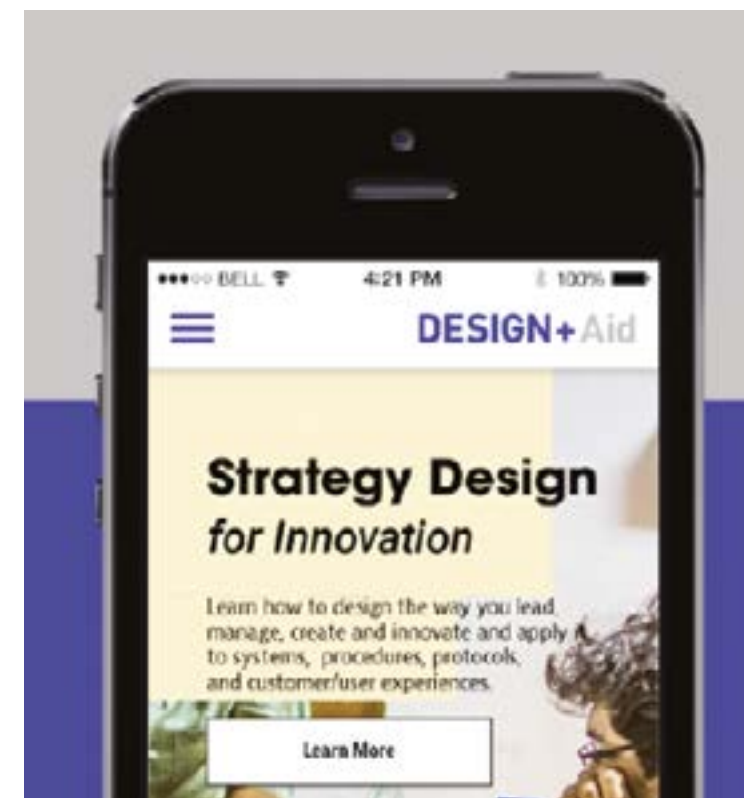 BELL 4:21 PM 100%
DESIGN+Aid
Strategy Design
for Innovation
Learn how to design the way you lead
manage, create and innovate and apply it
to systems, procedures, protocols,
and customer/user experiences.
Learn More